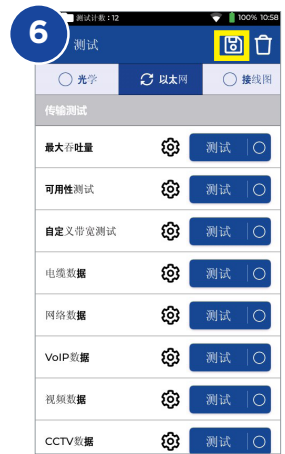 6
测试计数：12
100% 10:58
测试
光学
以太网
接线图
传输测试
最大吞吐量 测试
可用性测试 测试
自定义带宽测试 测试
电缆数据 测试
网络数据 测试
VoIP数据 测试
视频数据 测试
CCTV数据 测试